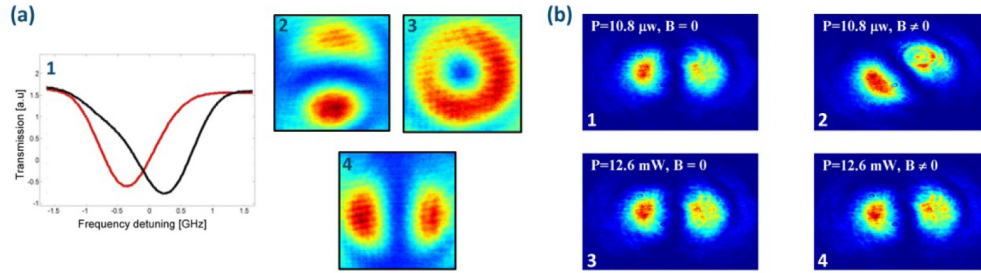 (a)
1
Transmission [a.u]
2
1.5
1
0.5
0
-0.5
-1
-1.5 -1 -0.5 0 0.5 1 1.5
Frequency detuning [GHz]
2
3
4
(b)
P=10.8 μw, B = 0
1
P=10.8 μw, B ≠ 0
2
P=12.6 mW, B = 0
3
P=12.6 mW, B ≠ 0
4